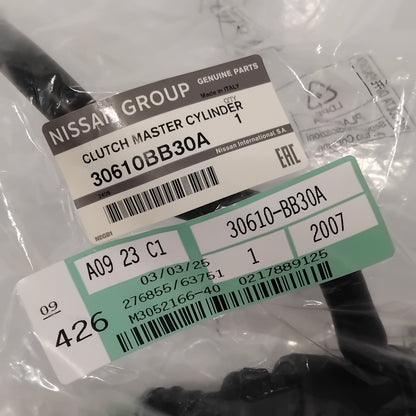 NISSAN GROUP
GENUINE PARTS
Made in ITALY
CLUTCH MASTER CYLINDER
QTY
1
30610BB30A
Nissan International S.A.
EAC
A09 23 C1
30610-BB30A
03/03/25
1
2007
09
426
276855/63751
M3052166-40
0217889125